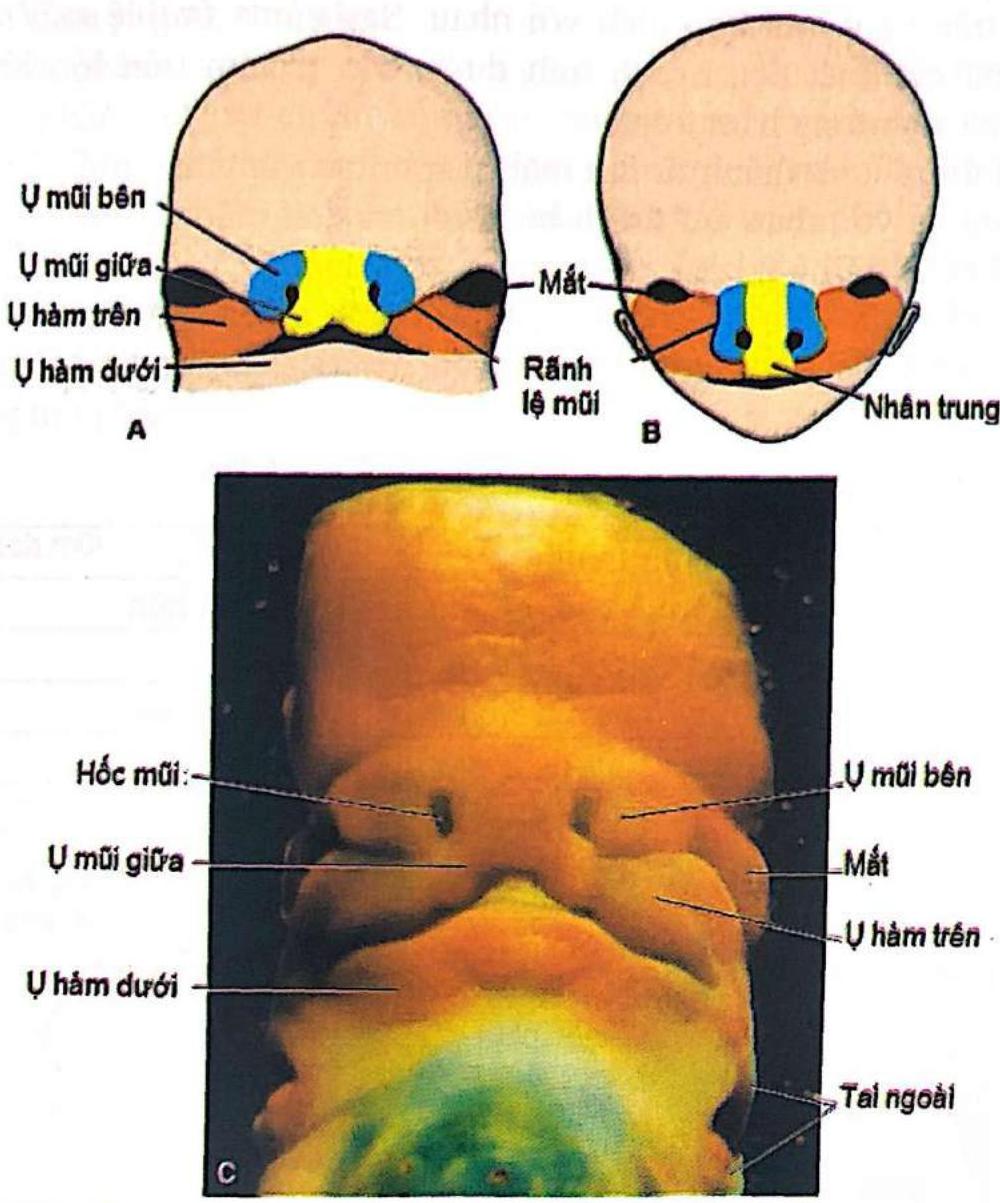 Ụ mũi bên
Ụ mũi giữa
Ụ hàm trên
Ụ hàm dưới
A
Mắt
Rãnh
lệ mũi
B
Nhân trung
Hốc mũi
Ụ mũi giữa
Ụ hàm dưới
Ụ mũi bên
Mắt
Ụ hàm trên
Tai ngoài
C